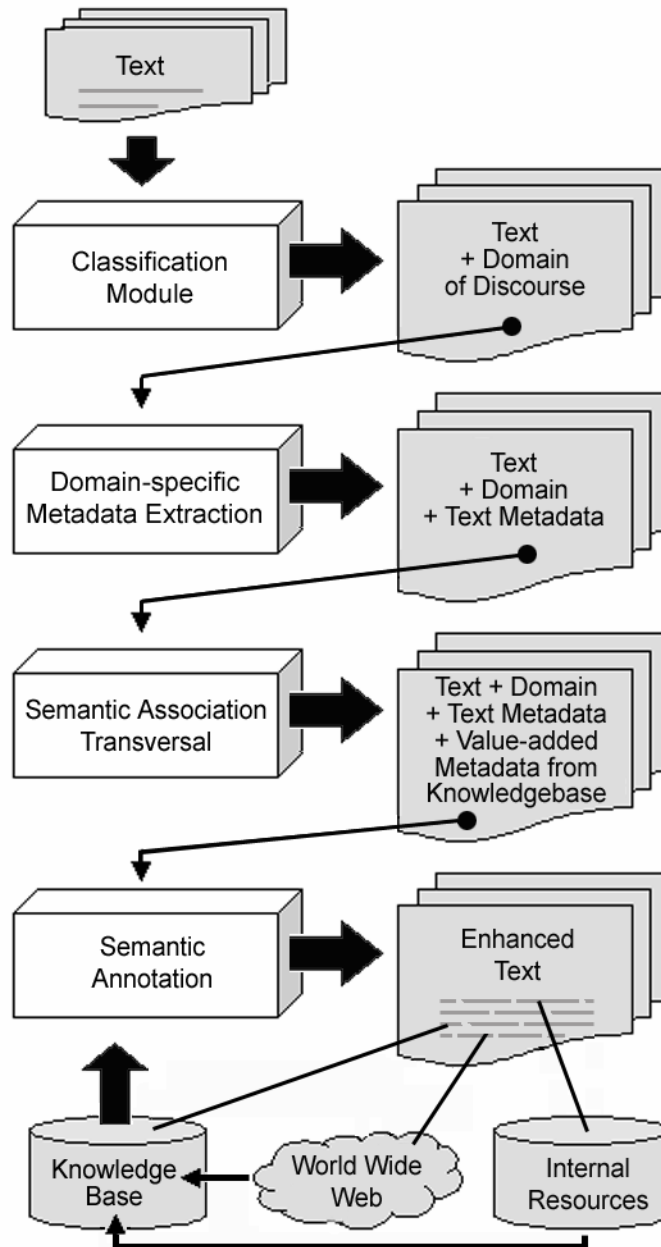 Text
Classification
Module
Text
+ Domain
of Discourse
Domain-specific
Metadata Extraction
Text
+ Domain
+ Text Metadata
Semantic Association
Transversal
Text + Domain
+ Text Metadata
+ Value-added
Metadata from
Knowledgebase
Semantic
Annotation
Enhanced
Text
Knowledge
Base
World Wide
Web
Internal
Resources